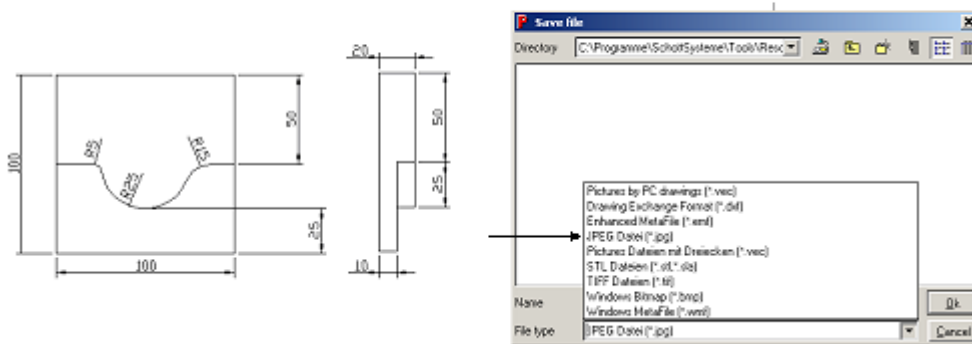 100
R5
R25
R15
50
25
100
20
50
25
10
Save file
Directory C:\Programme\SchottSysteme\Tools\Resc
Pictures by PC drawings (*.vec)
Drawing Exchange Format (*.dxf)
Enhanced MetaFile (*.emf)
JPEG Datei (*.jpg)
Pictures Dateien mit Dreiecken (*.vec)
STL Dateien (*.stl,*.sla)
TIFF Dateien (*.tif)
Windows Bitmap (*.bmp)
Windows MetaFile (*.wmf)
Name
Ok
File type JPEG Datei (*.jpg)
Cancel